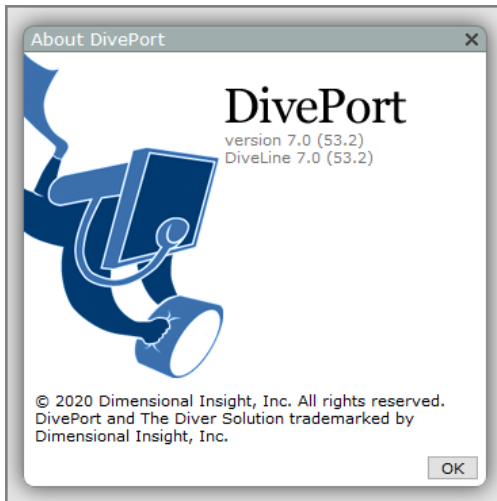 About DivePort
DivePort
version 7.0 (53.2)
DiveLine 7.0 (53.2)
© 2020 Dimensional Insight, Inc. All rights reserved.
DivePort and The Diver Solution trademarked by
Dimensional Insight, Inc.
OK